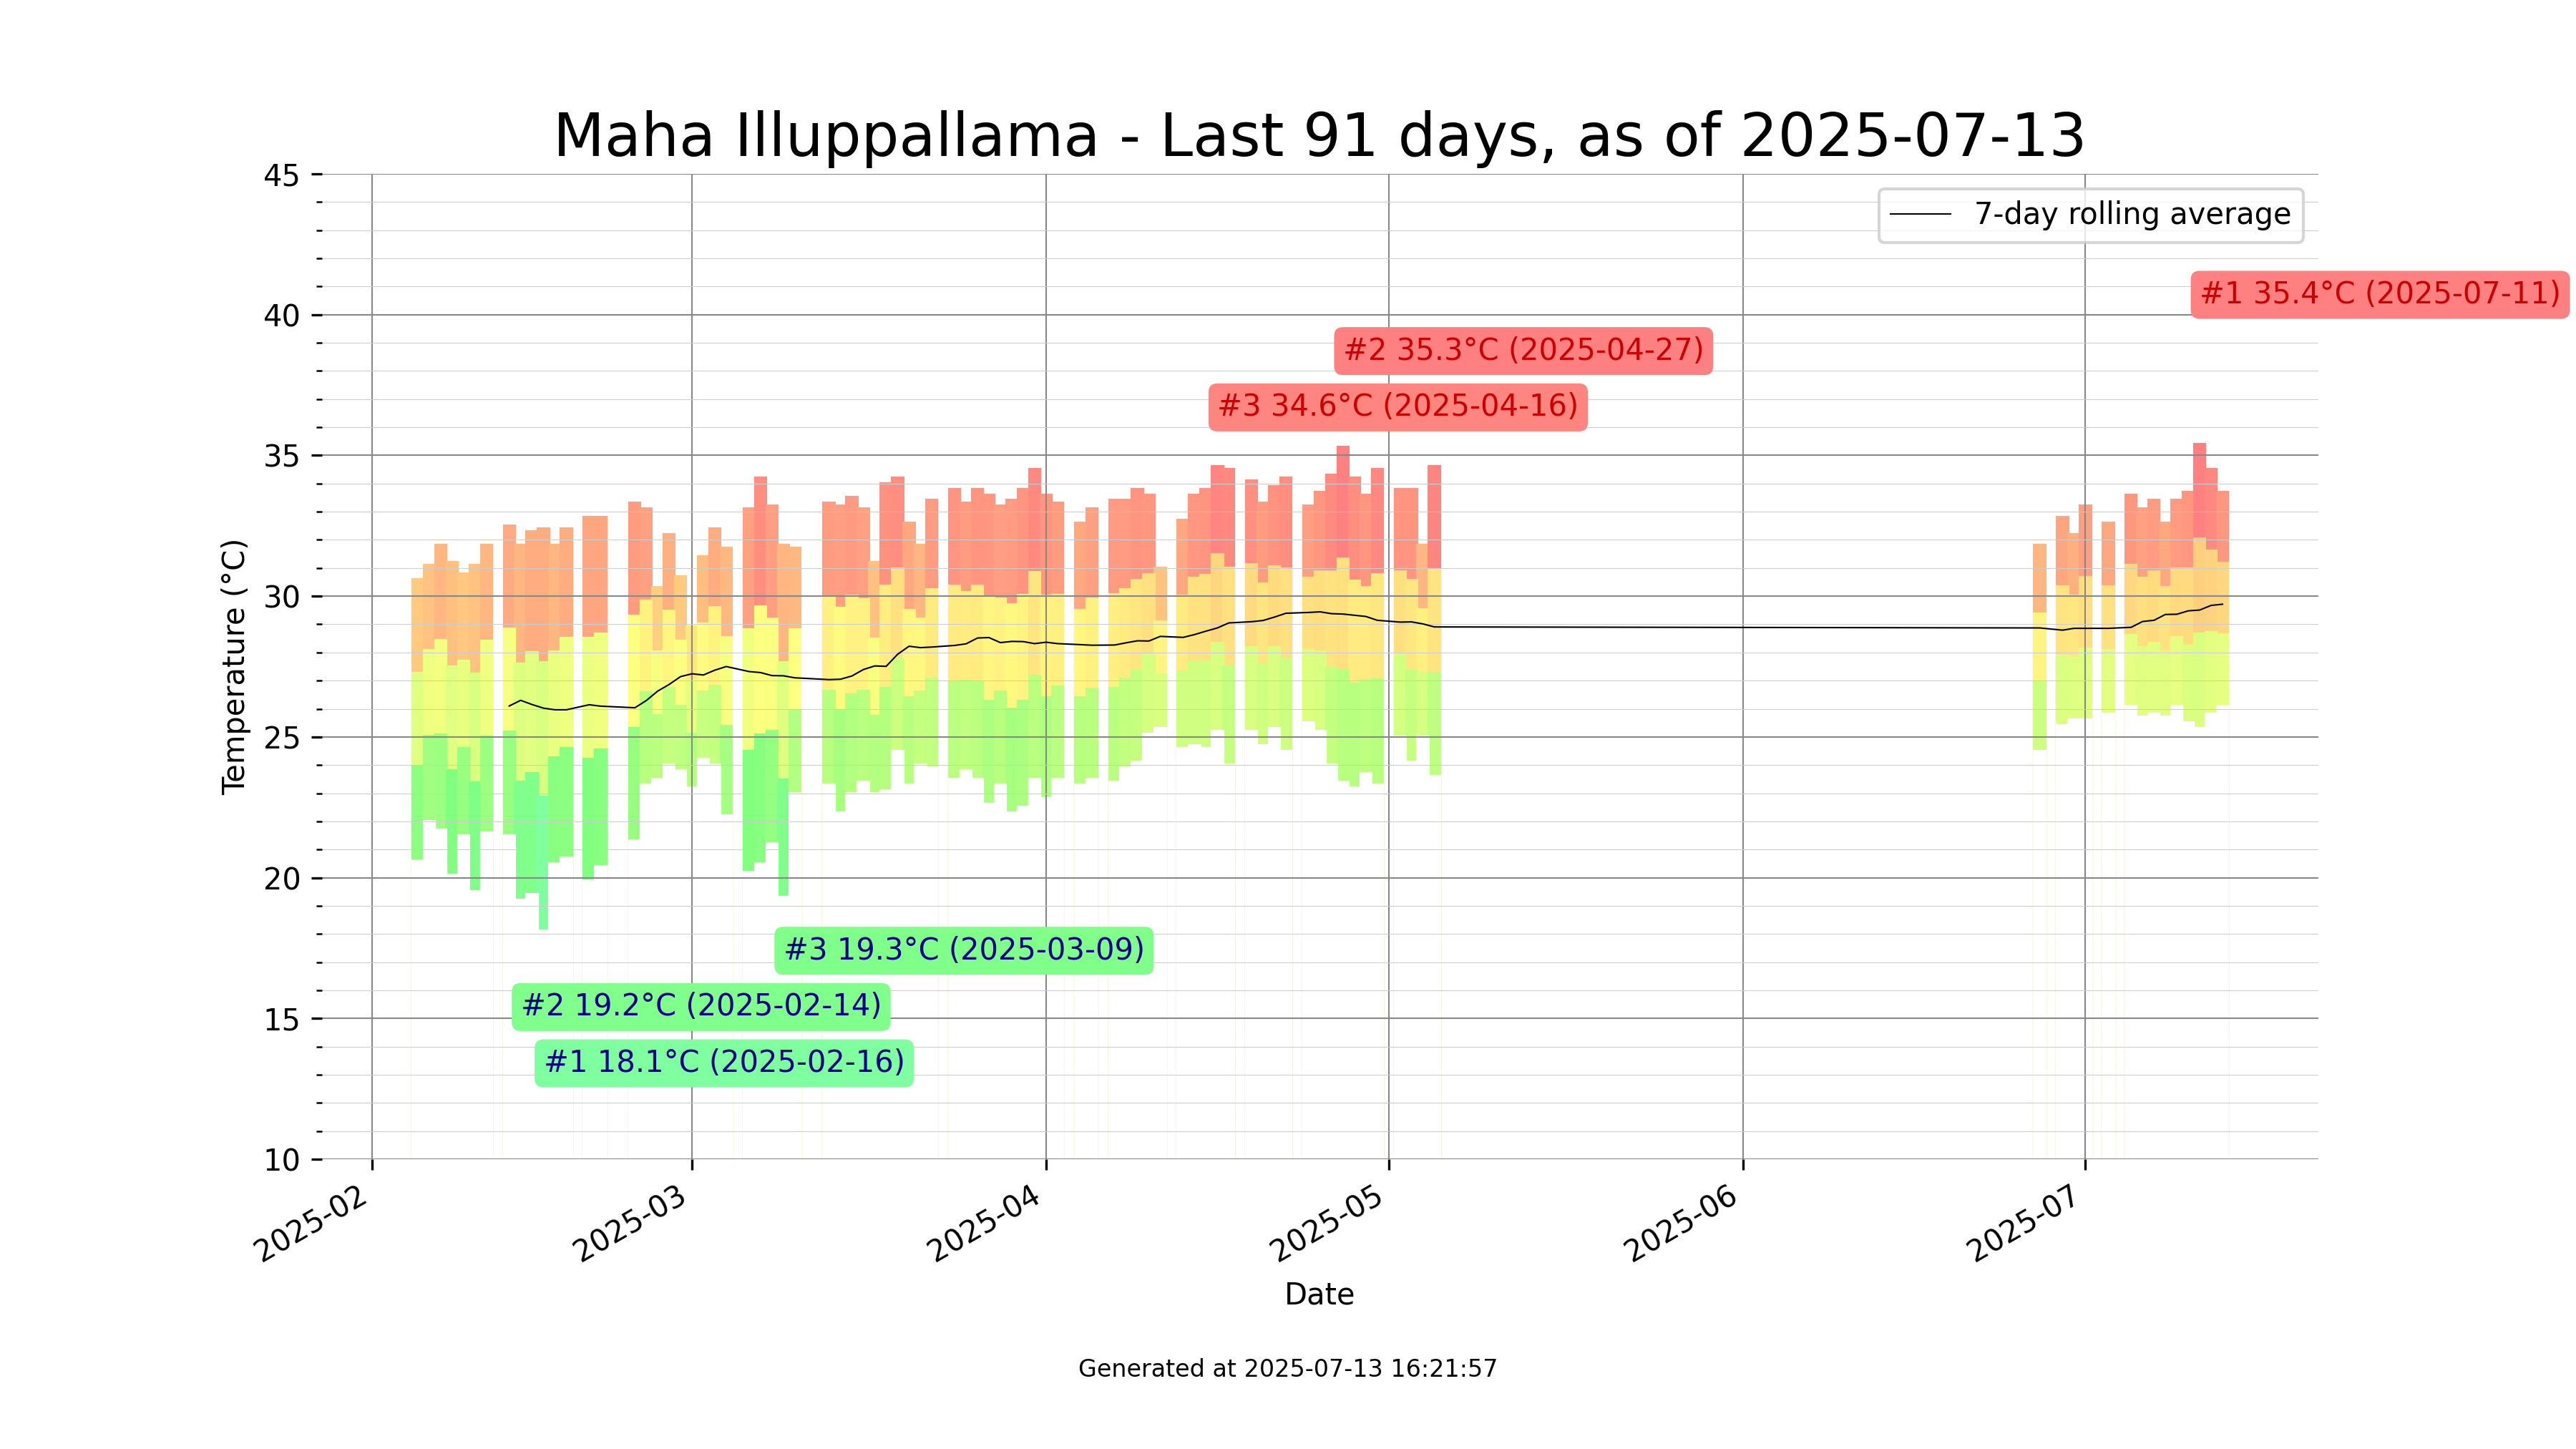 Maha Illuppallama - Last 91 days, as of 2025-07-13
45
7-day rolling average
#1 35.4°C (2025-07-11)
40
#2 35.3°C (2025-04-27)
#3 34.6°C (2025-04-16)
35
30
Temperature (°C)
25
20
#3 19.3°C (2025-03-09)
#2 19.2°C (2025-02-14)
15
#1 18.1°C (2025-02-16)
10
2025-02
2025-03
2025-04
2025-05
2025-06
2025-07
Date
Generated at 2025-07-13 16:21:57